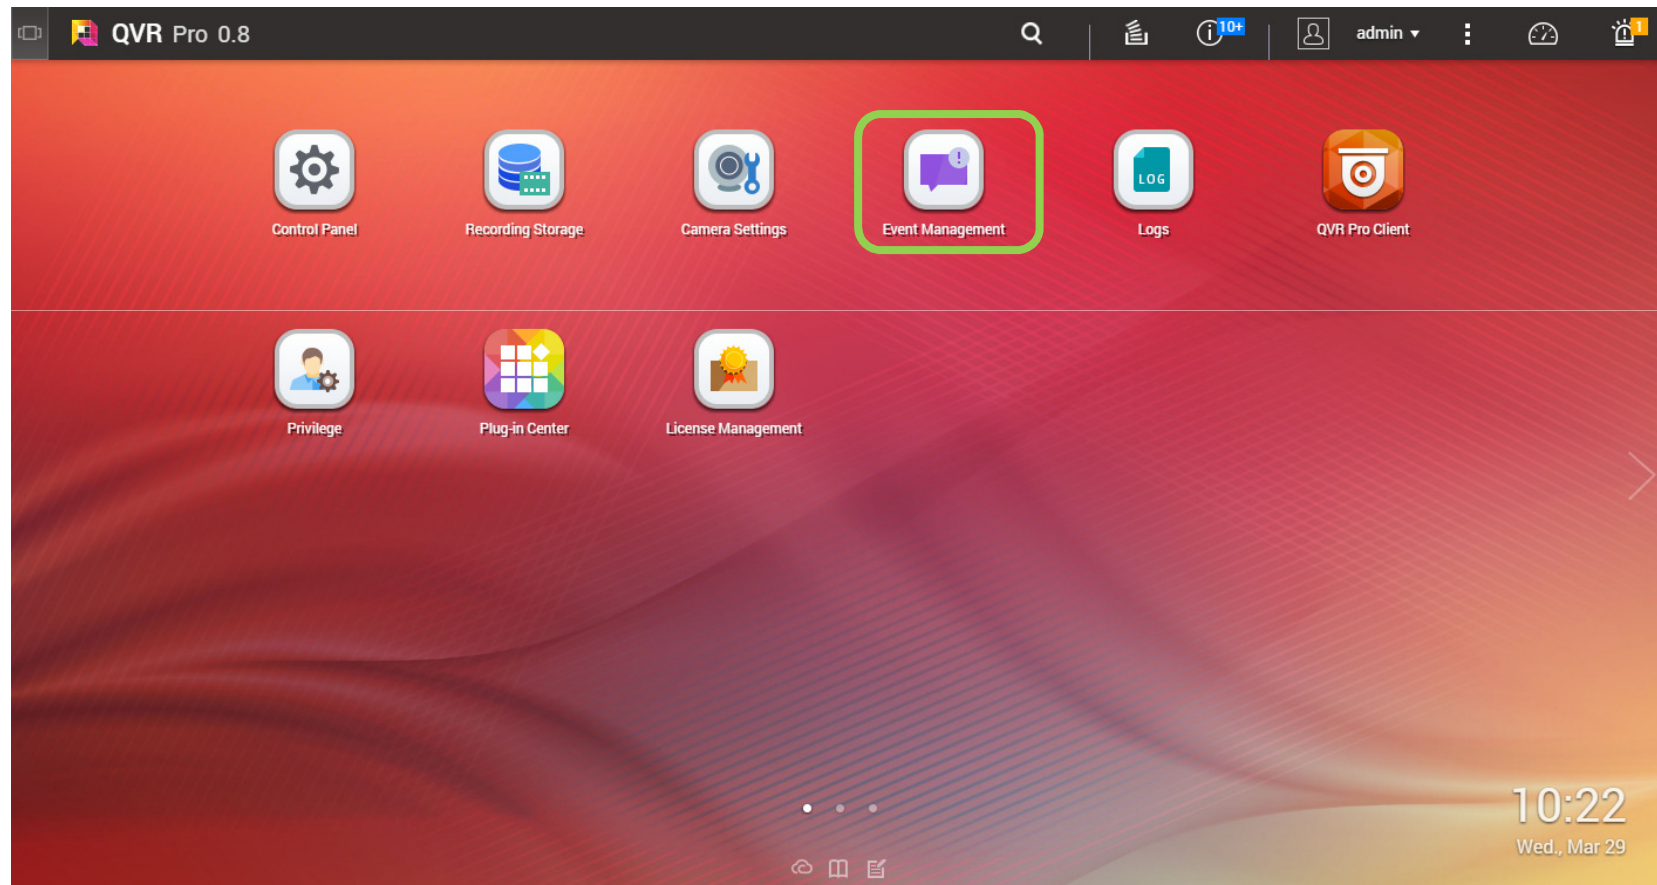 QVR Pro 0.8
10+
admin
1
LOG
Control Panel
Recording Storage
Camera Settings
Event Management
Logs
QVR Pro Client
Privilege
Plug-in Center
License Management
10:22
Wed., Mar 29